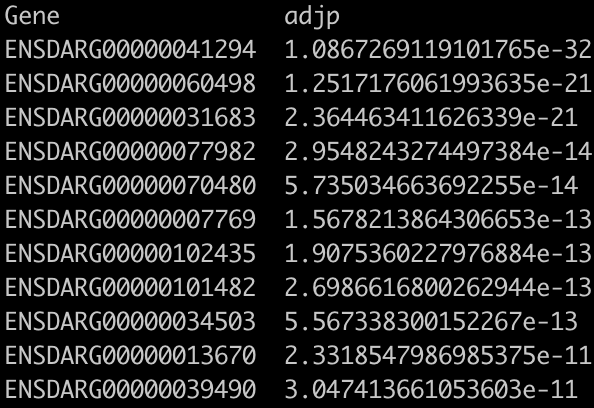 Gene adjp
ENSDARG00000041294 1.0867269119101765e-32
ENSDARG00000060498 1.2517176061993635e-21
ENSDARG00000031683 2.364463411626339e-21
ENSDARG00000077982 2.9548243274497384e-14
ENSDARG00000070480 5.735034663692255e-14
ENSDARG00000007769 1.5678213864306653e-13
ENSDARG00000102435 1.9075360227976884e-13
ENSDARG00000101482 2.6986616800262944e-13
ENSDARG00000034503 5.567338300152267e-13
ENSDARG00000013670 2.3318547986985375e-11
ENSDARG00000039490 3.047413661053603e-11